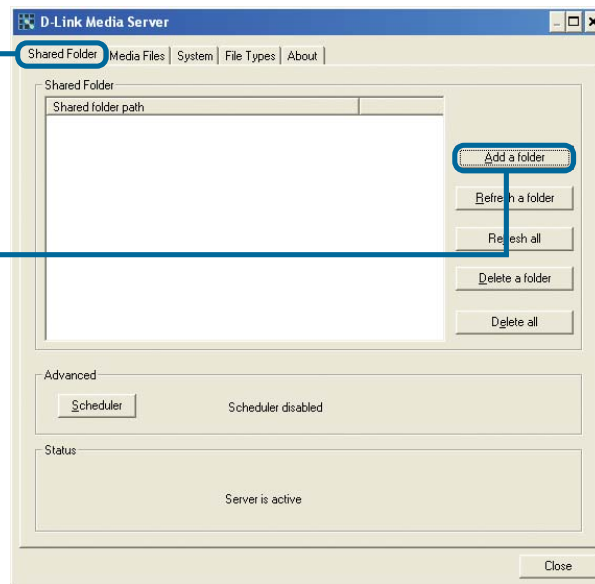 D-Link Media Server
Shared Folder Media Files System File Types About
Shared Folder
Shared folder path
Add a folder
Refresh a folder
Refresh all
Delete a folder
Delete all
Advanced
Scheduler Scheduler disabled
Status
Server is active
Close